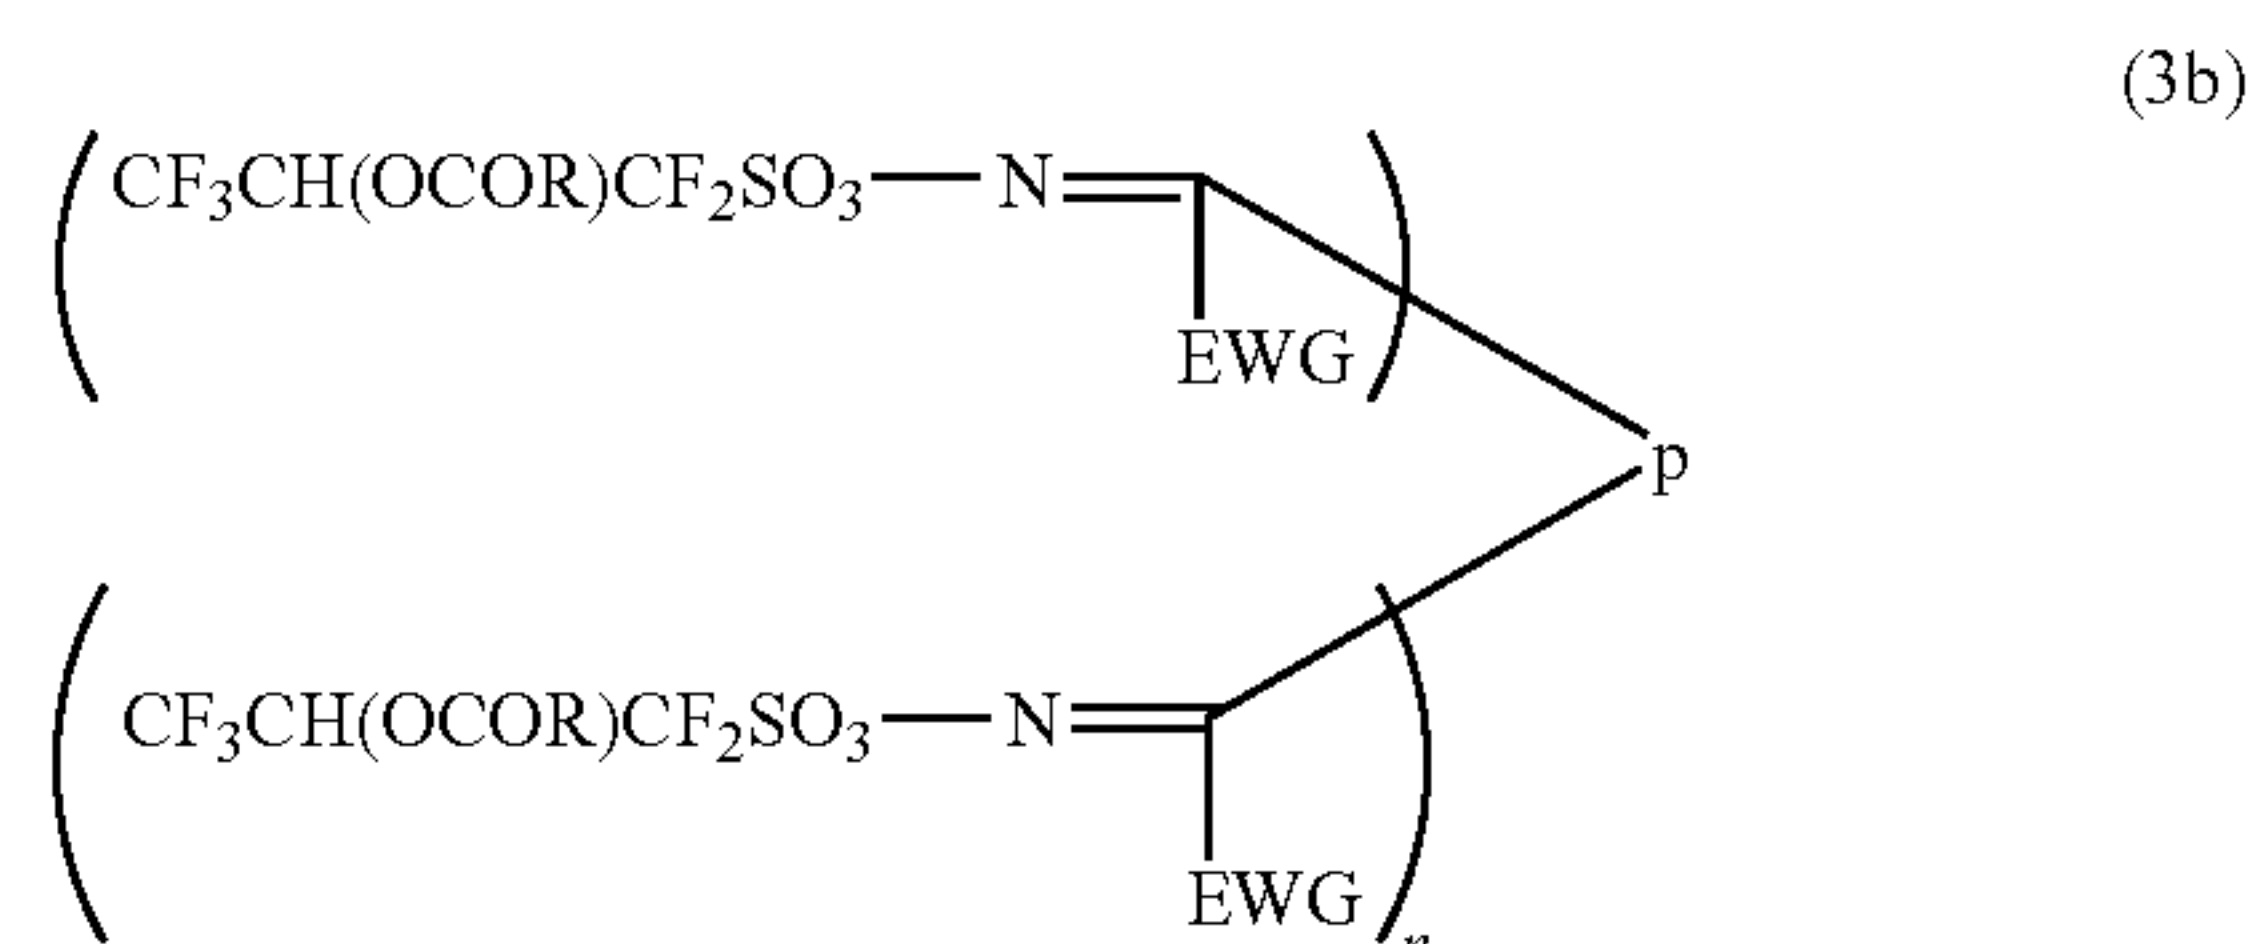 (3b)
CF₃CH(OCOR)CF₂SO₃—N
EWG
p
CF₃CH(OCOR)CF₂SO₃—N
EWG